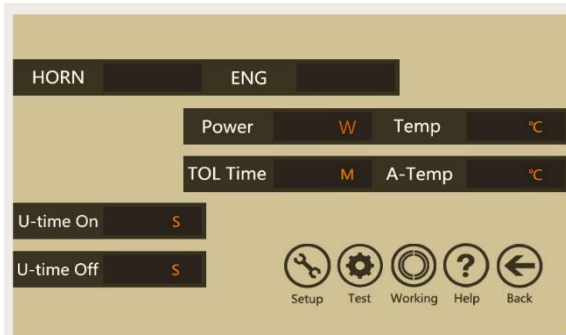 HORN ENG
Power W Temp ℃
TOL Time M A-Temp ℃
U-time On S
U-time Off S
Setup Test Working Help Back